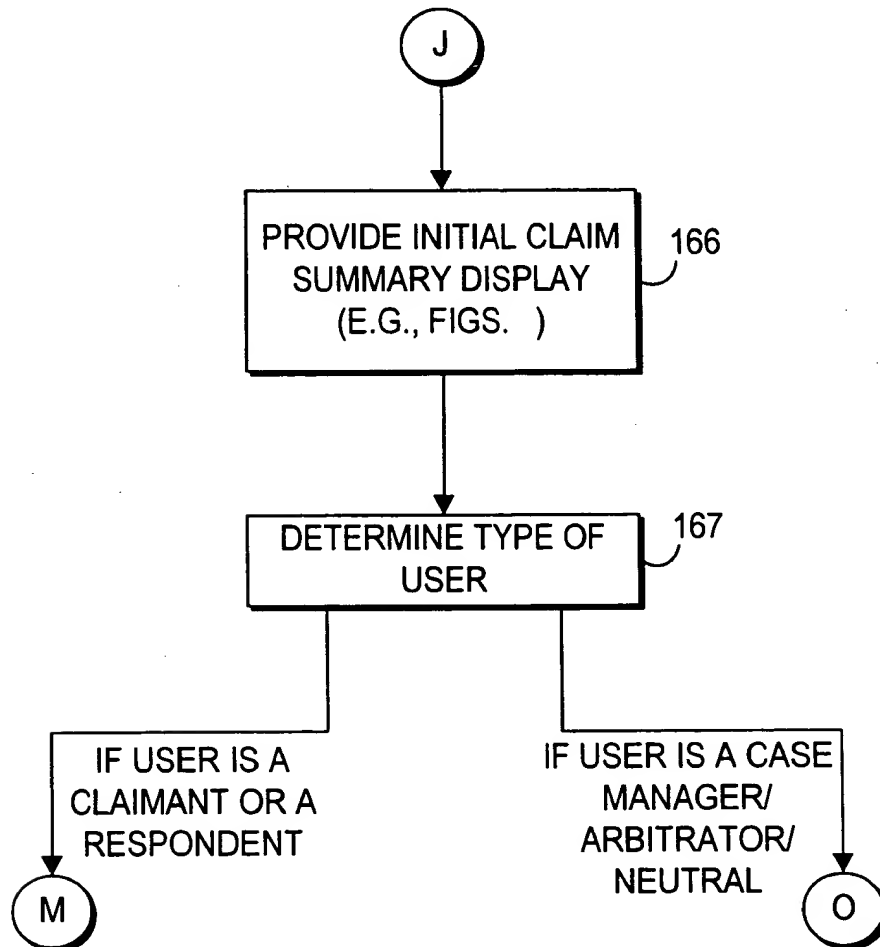 J
PROVIDE INITIAL CLAIM
SUMMARY DISPLAY
(E.G., FIGS.   )
166
DETERMINE TYPE OF
USER
167
IF USER IS A
CLAIMANT OR A
RESPONDENT
IF USER IS A CASE
MANAGER/
ARBITRATOR/
NEUTRAL
M
O